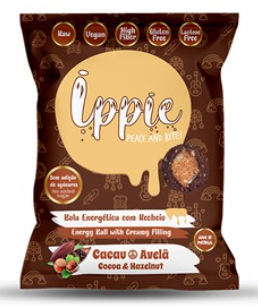 Raw
Vegan
High Fiber
Gluten Free
Lactose Free
ippie
PEACE AND BITE!
Sem adição de açúcares
No added sugar
Bola Energética com Recheio
Energy Ball with Creamy Filling
Cacau Avelã
Cocoa & Hazelnut